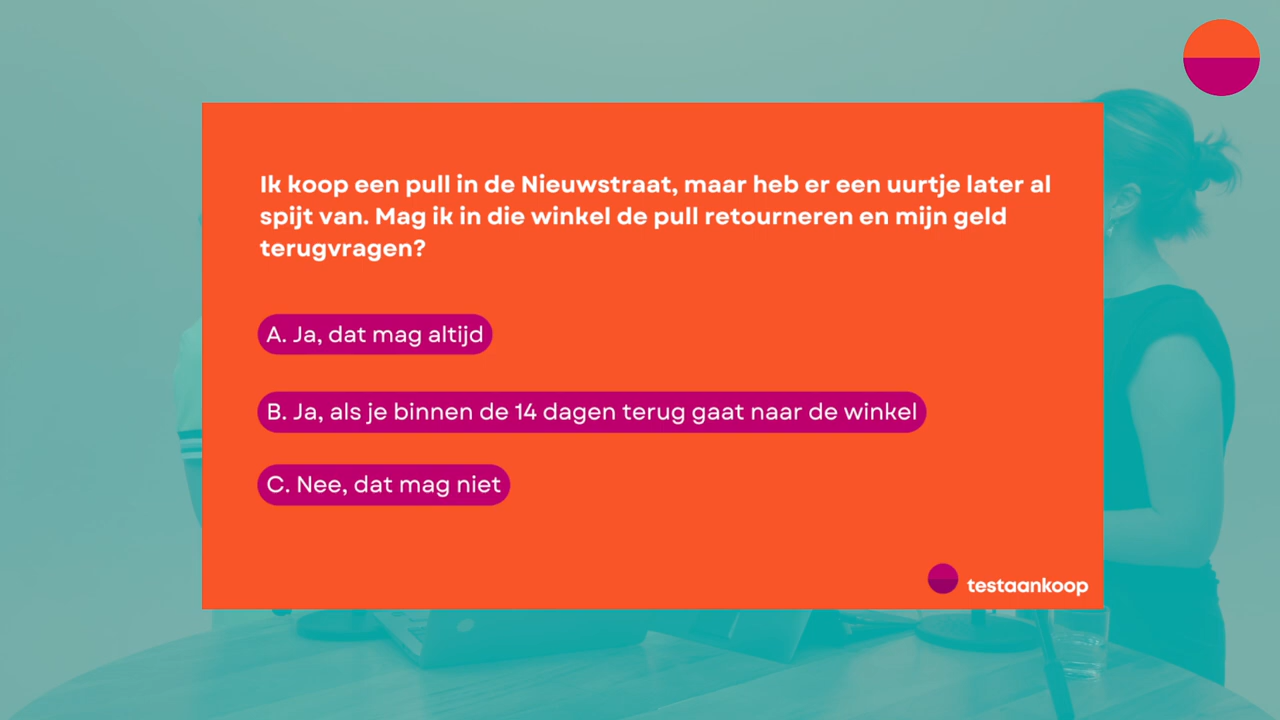 Ik koop een pull in de Nieuwstraat, maar heb er een uurtje later al
spijt van. Mag ik in die winkel de pull retourneren en mijn geld
terugvragen?
A. Ja, dat mag altijd
B. Ja, als je binnen de 14 dagen terug gaat naar de winkel
C. Nee, dat mag niet
testaankoop